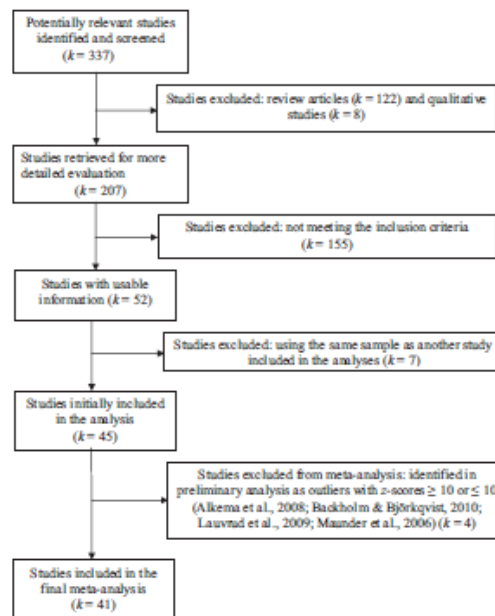 Potentially relevant studies
identified and screened
(k = 337)
Studies excluded: review articles (k = 122) and qualitative
studies (k = 8)
Studies retrieved for more
detailed evaluation
(k = 207)
Studies excluded: not meeting the inclusion criteria
(k = 155)
Studies with usable
information (k = 52)
Studies excluded: using the same sample as another study
included in the analyses (k = 7)
Studies initially included
in the analysis
(k = 45)
Studies excluded from meta-analysis: identified in
preliminary analysis as outliers with z-scores ≥ 10 or ≤ 10
(Alkema et al., 2008; Backholm & Björkqvist, 2010;
Lauvrud et al., 2009; Maunder et al., 2006) (k = 4)
Studies included in the
final meta-analysis
(k = 41)